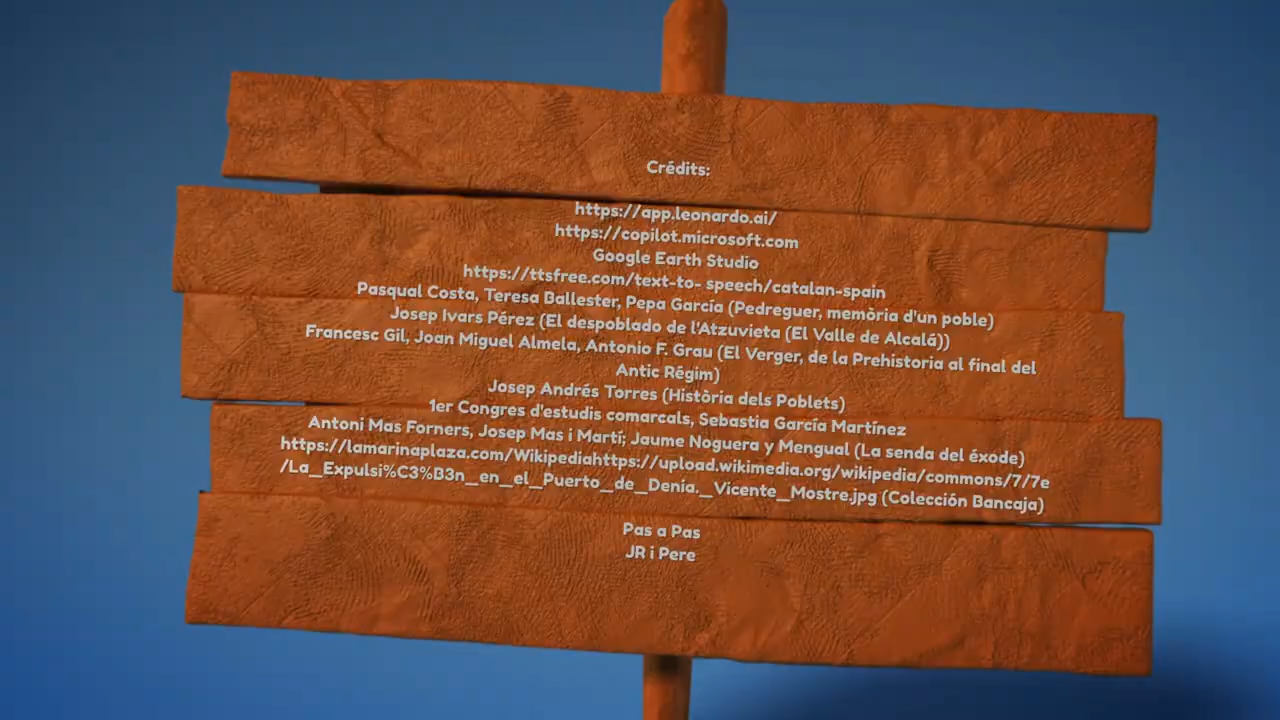 Crédits:
https://app.leonardo.ai/
https://copilot.microsoft.com
Google Earth Studio
https://ttsfree.com/text-to- speech/catalan-spain
Pasqual Costa, Teresa Ballester, Pepa García (Pedreguer, memòria d'un poble)
Josep Ivars Pérez (El despoblado de l'Atzuvieta (El Valle de Alcalá))
Francesc Gil, Joan Miguel Almela, Antonio F. Grau (El Verger, de la Prehistoria al final del
Antic Régim)
Josep Andrés Torres (Història dels Poblets)
1er Congres d'estudis comarcals, Sebastia García Martínez
Antoni Mas Forners, Josep Mas i Martí; Jaume Noguera y Mengual (La senda del éxode)
https://lamarinaplaza.com/Wikipediahttps://upload.wikimedia.org/wikipedia/commons/7/7e
/La_Expulsi%C3%B3n_en_el_Puerto_de_Denia._Vicente_Mostre.jpg (Colección Bancaja)
Pas a Pas
JR i Pere